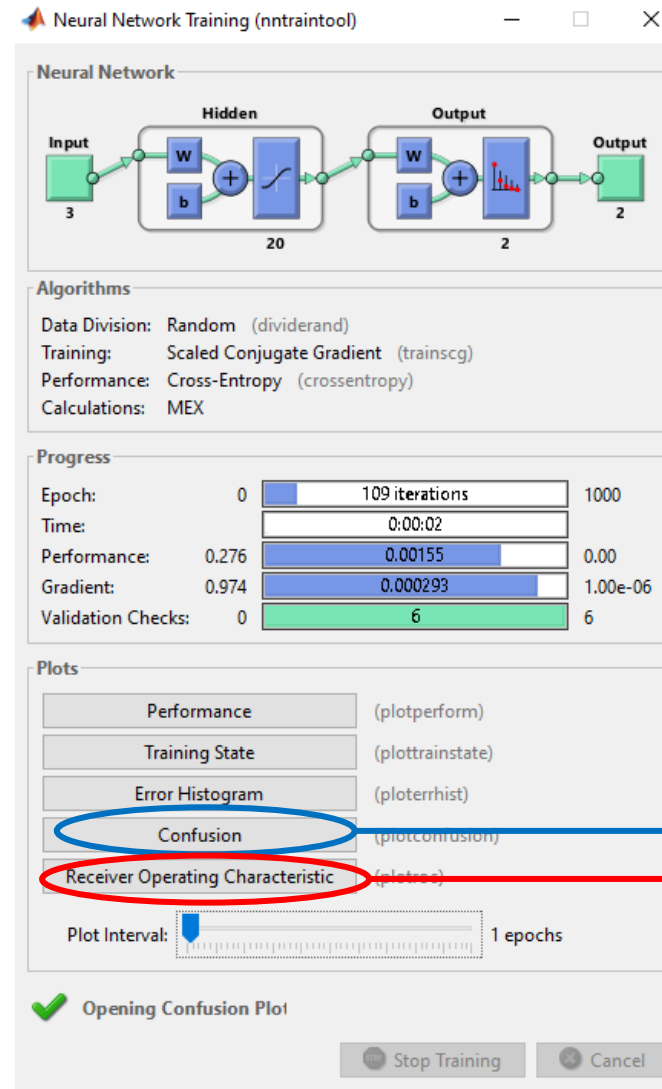 Neural Network Training (nntraintool)
Neural Network
Hidden Output
Input Output
W W
b b
3 2
20 2
Algorithms
Data Division: Random (dividerand)
Training: Scaled Conjugate Gradient (trainscg)
Performance: Cross-Entropy (crossentropy)
Calculations: MEX
Progress
Epoch: 0 109 iterations 1000
Time: 0:00:02
Performance: 0.276 0.00155 0.00
Gradient: 0.974 0.000293 1.00e-06
Validation Checks: 0 6 6
Plots
Performance (plotperform)
Training State (plottrainstate)
Error Histogram (ploterrhist)
Confusion (plotconfusion)
Receiver Operating Characteristic (plotroc)
Plot Interval: 1 epochs
Opening Confusion Plot
Stop Training Cancel